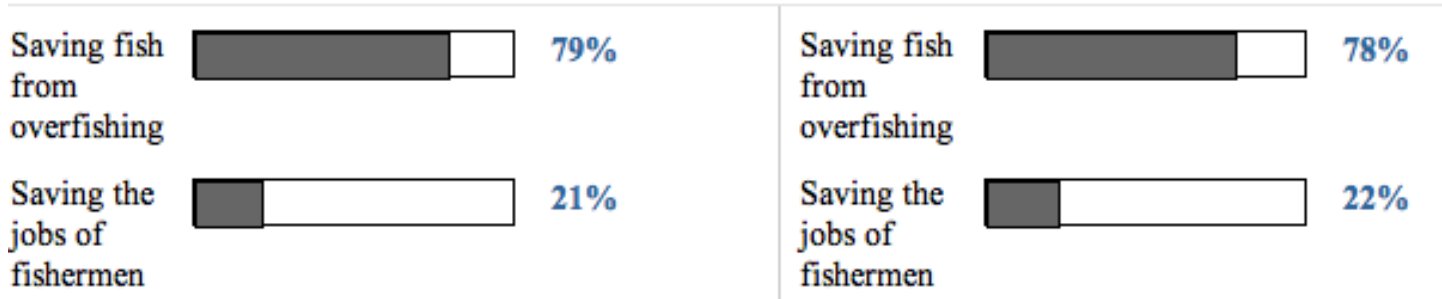 Saving fish
from
overfishing
79%
Saving the
jobs of
fishermen
21%
Saving fish
from
overfishing
78%
Saving the
jobs of
fishermen
22%